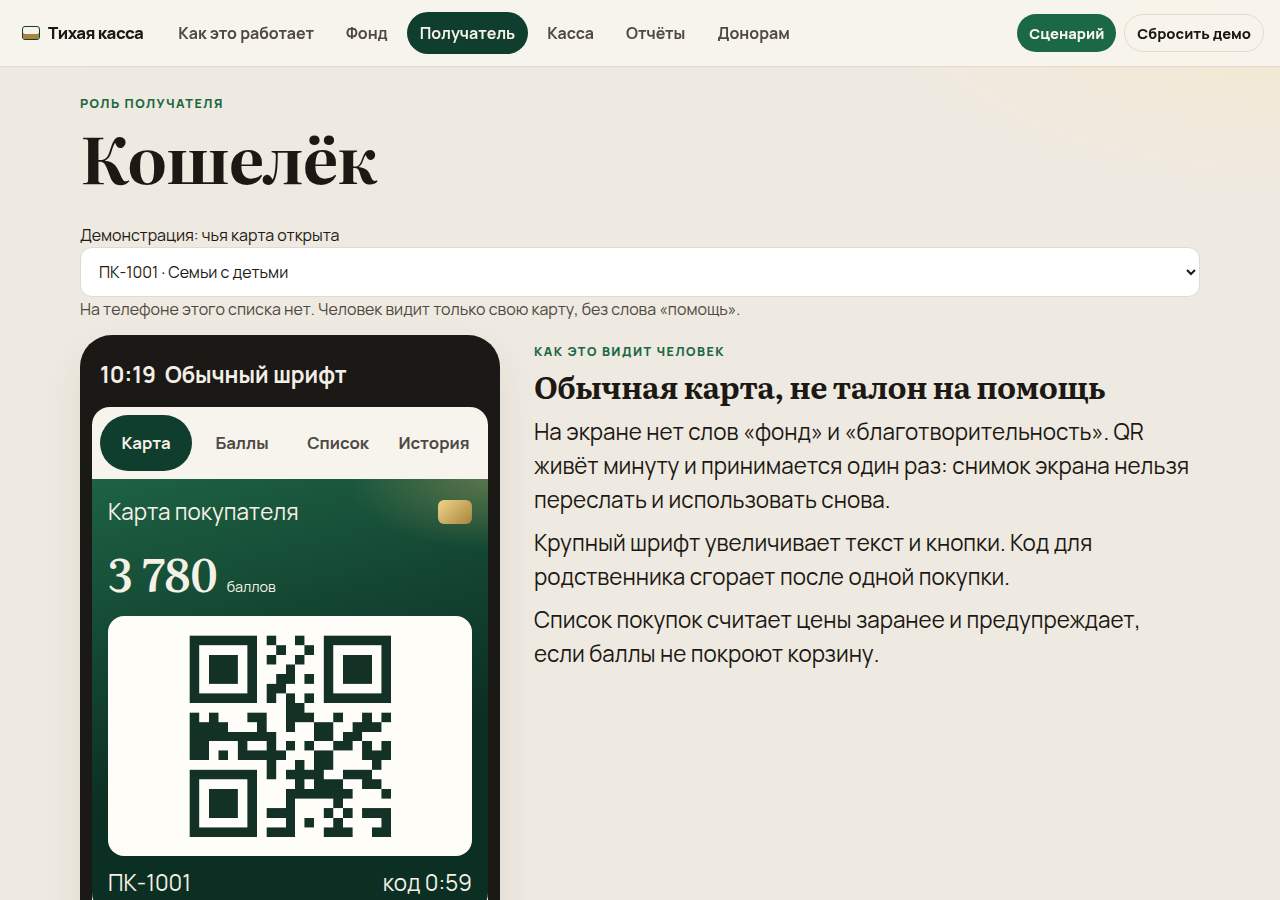 Тихая касса
Как это работает
Фонд
Получатель
Касса
Отчёты
Донорам
Сценарий
Сбросить демо
РОЛЬ ПОЛУЧАТЕЛЯ
Кошелёк
Демонстрация: чья карта открыта
ПК-1001 · Семьи с детьми
На телефоне этого списка нет. Человек видит только свою карту, без слова «помощь».
10:19 Обычный шрифт
Карта
Баллы
Список
История
Карта покупателя
3 780 баллов
ПК-1001
код 0:59
КАК ЭТО ВИДИТ ЧЕЛОВЕК
Обычная карта, не талон на помощь
На экране нет слов «фонд» и «благотворительность». QR
живёт минуту и принимается один раз: снимок экрана нельзя
переслать и использовать снова.
Крупный шрифт увеличивает текст и кнопки. Код для
родственника сгорает после одной покупки.
Список покупок считает цены заранее и предупреждает,
если баллы не покроют корзину.